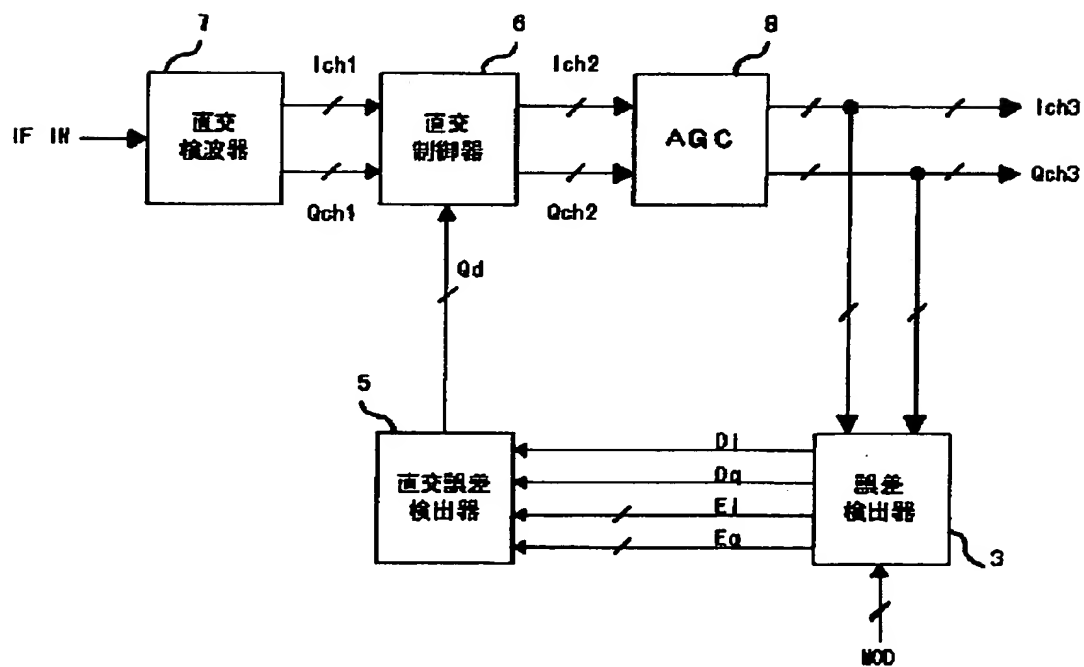 7
6
8
Ich1
Ich2
IF IN
直交
検波器
直交
制御器
AGC
Ich3
Qch3
Qch1
Qch2
Qd
5
直交誤差
検出器
Di
Dq
Ei
Eq
誤差
検出器
3
MOD